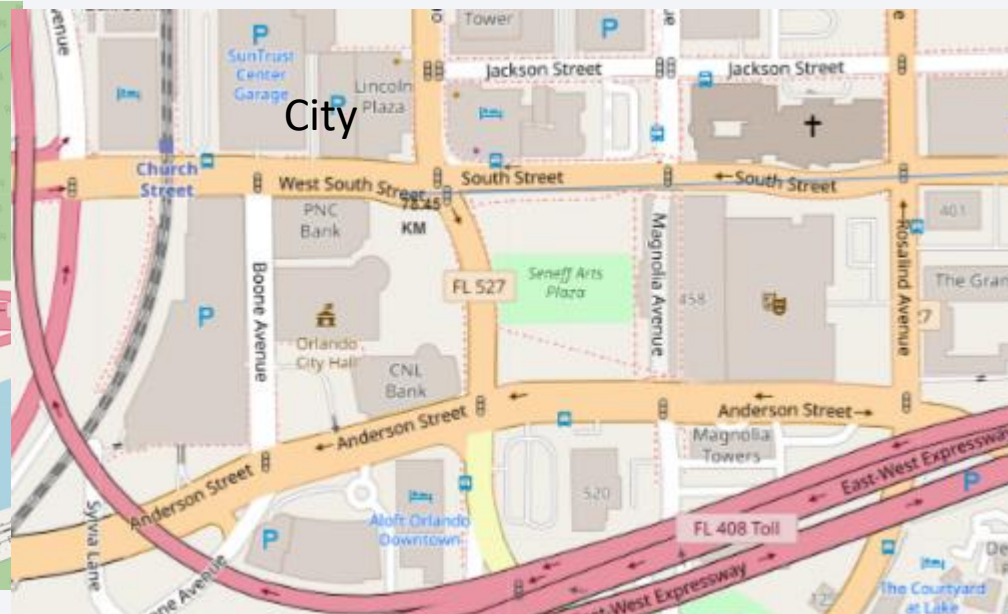 Tower
P
P
SunTrust
Center
Garage
Jackson Street
Jackson Street
Lincoln
Plaza
P
City
Church
Street
West South Street
South Street
South Street
78.45
KM
PNC
Bank
401
Rosalind Avenue
Magnolia Avenue
Boone Avenue
Seneff Arts
Plaza
FL 527
458
The Gran
27
P
Orlando
City Hall
CNL
Bank
Anderson Street
Anderson Street
Anderson Street
Magnolia
Towers
East-West Expressway
P
520
FL 408 Toll
Sylvia Lane
Aloft Orlando
Downtown
P
East-West Expressway
The Courtyard
at Lake